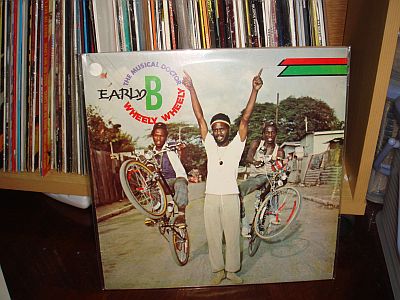 THE MUSICAL DOCTOR
EARLY B
WHEELY WHEELY